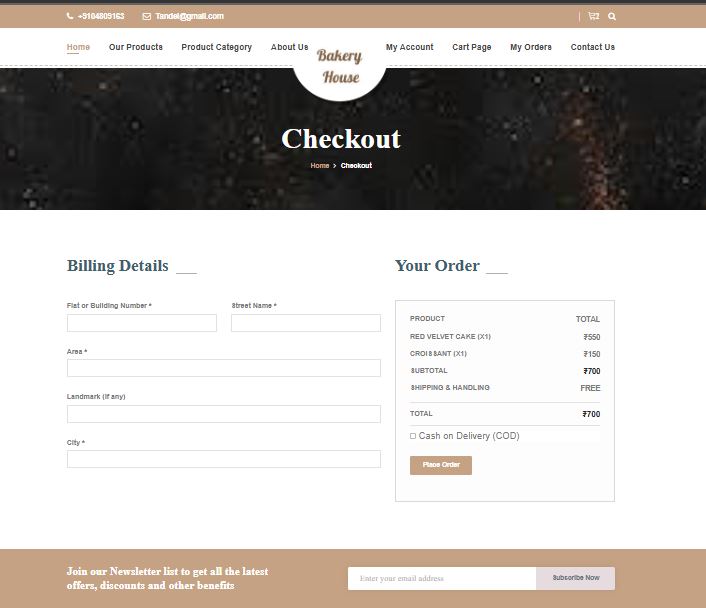 +9104809163 Tandel@gmail.com 2
Home Our Products Product Category About Us Bakery House My Account Cart Page My Orders Contact Us
Checkout
Home > Checkout
Billing Details
Flat or Building Number * Street Name *
Area *
Landmark (if any)
City *
Your Order
PRODUCT TOTAL
RED VELVET CAKE (X1) ₹550
CROISSANT (X1) ₹150
SUBTOTAL ₹700
SHIPPING & HANDLING FREE
TOTAL ₹700
Cash on Delivery (COD)
Place Order
Join our Newsletter list to get all the latest
offers, discounts and other benefits
Enter your email address Subscribe Now